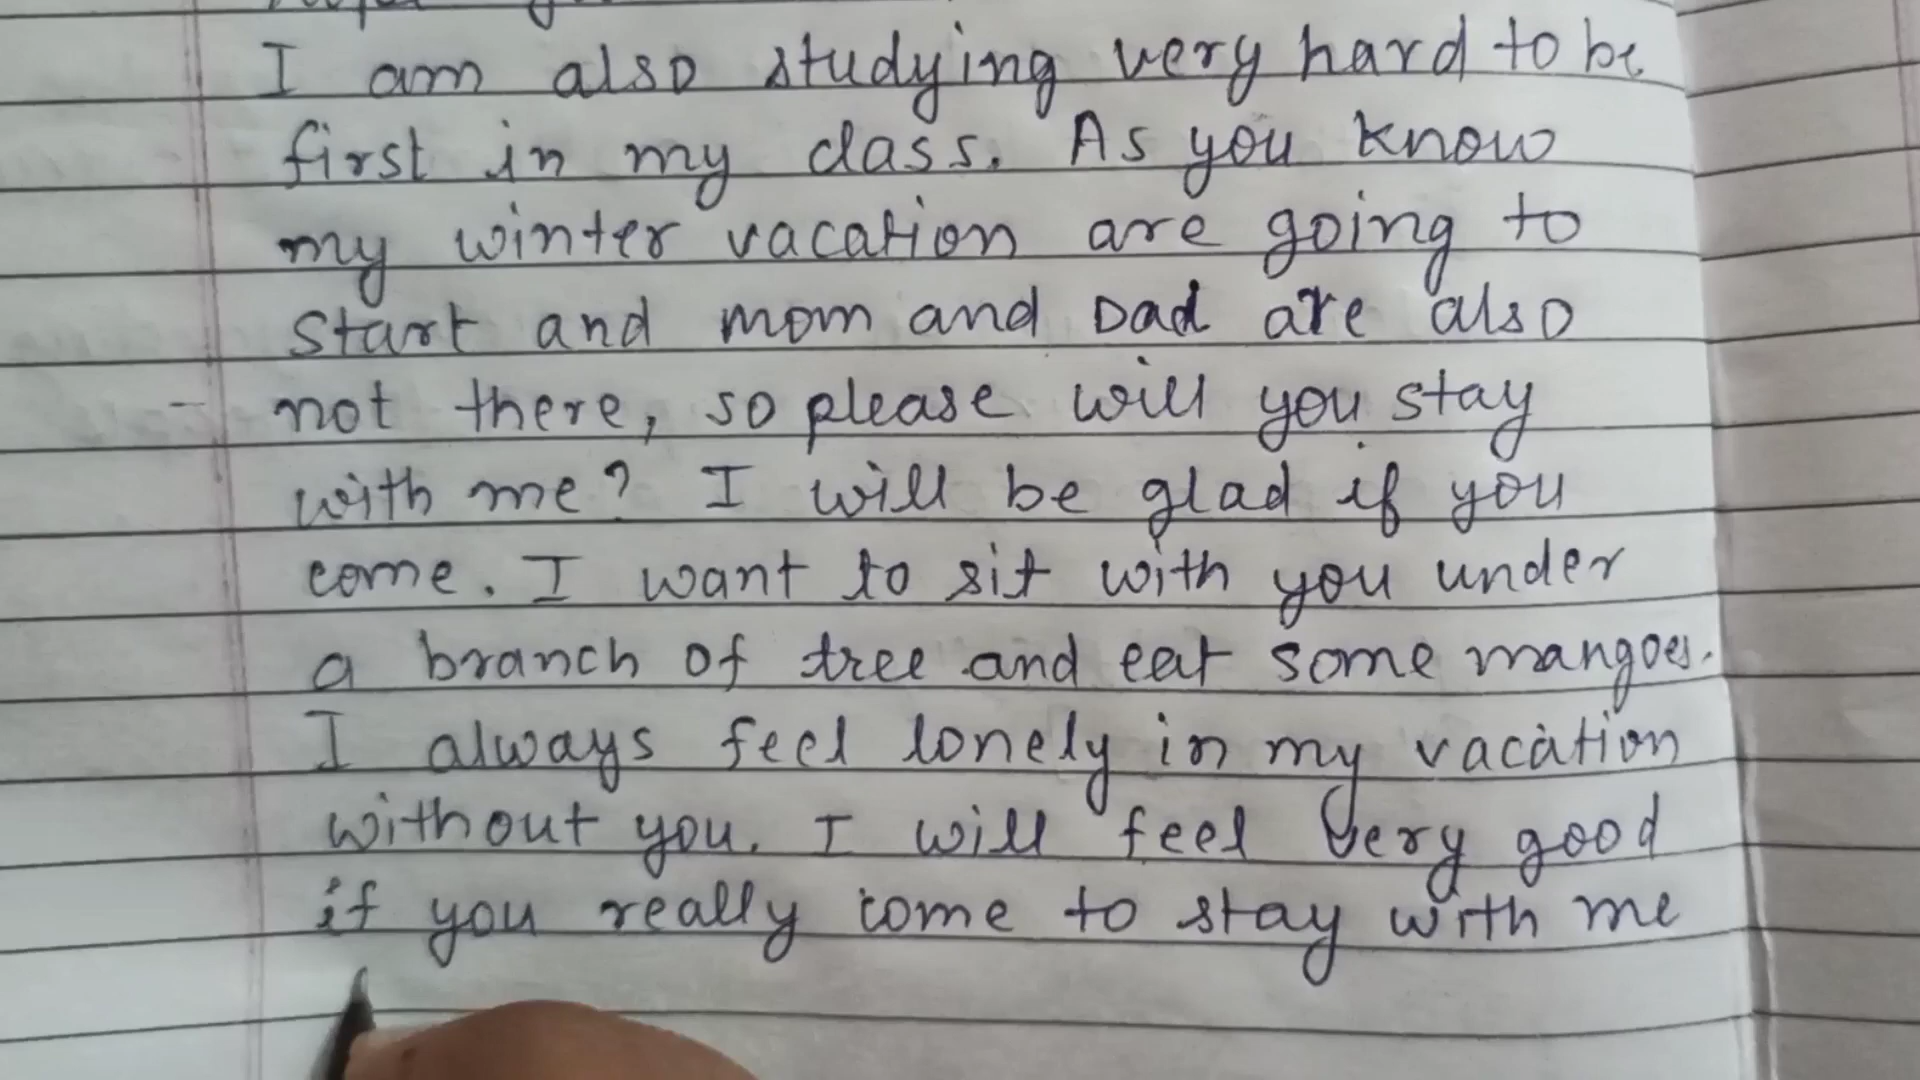 I am also studying very hard to be
first in my class. As you know
my winter vacation are going to
start and mom and Dad are also
not there, so please will you stay
with me? I will be glad if you
come. I want to sit with you under
a branch of tree and eat some mangoes.
I always feel lonely in my vacation
without you. I will feel very good
if you really come to stay with me